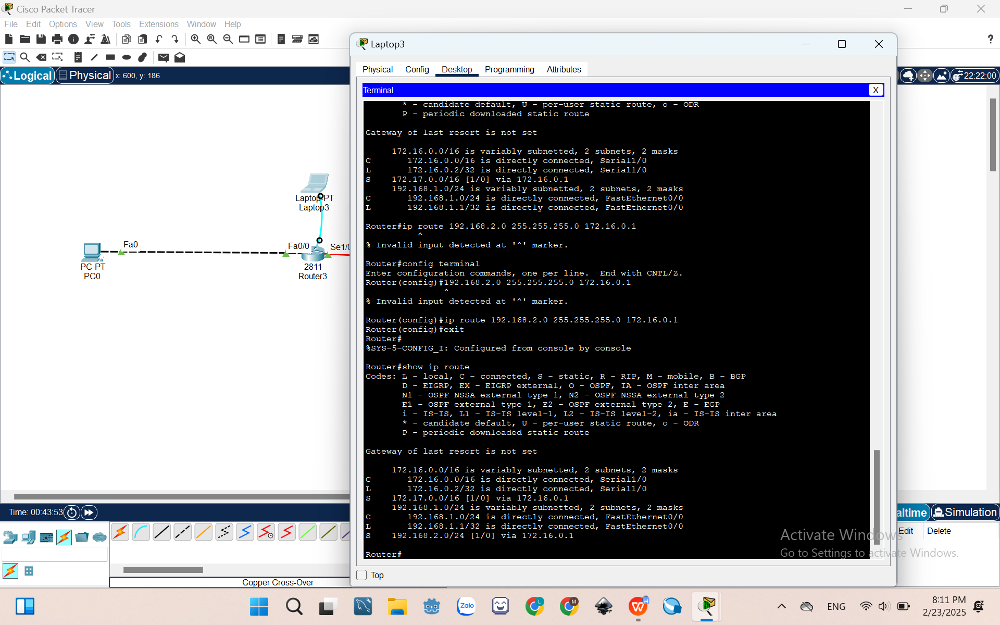 Cisco Packet Tracer
File Edit Options View Tools Extensions Window Help
Logical Physical x: 600, y: 186
22:22:00
Laptop3
Physical Config Desktop Programming Attributes
Terminal X
* - candidate default, U - per-user static route, o - ODR
P - periodic downloaded static route
Gateway of last resort is not set
172.16.0.0/16 is variably subnetted, 2 subnets, 2 masks
C 172.16.0.0/16 is directly connected, Serial1/0
L 172.16.0.2/32 is directly connected, Serial1/0
S 172.17.0.0/16 [1/0] via 172.16.0.1
192.168.1.0/24 is variably subnetted, 2 subnets, 2 masks
C 192.168.1.0/24 is directly connected, FastEthernet0/0
L 192.168.1.1/32 is directly connected, FastEthernet0/0
Router#ip route 192.168.2.0 255.255.255.0 172.16.0.1
^
% Invalid input detected at '^' marker.
Router#config terminal
Enter configuration commands, one per line. End with CNTL/Z.
Router(config)#192.168.2.0 255.255.255.0 172.16.0.1
^
% Invalid input detected at '^' marker.
Router(config)#ip route 192.168.2.0 255.255.255.0 172.16.0.1
Router(config)#exit
Router#
%SYS-5-CONFIG_I: Configured from console by console
Router#show ip route
Codes: L - local, C - connected, S - static, R - RIP, M - mobile, B - BGP
D - EIGRP, EX - EIGRP external, O - OSPF, IA - OSPF inter area
N1 - OSPF NSSA external type 1, N2 - OSPF NSSA external type 2
E1 - OSPF external type 1, E2 - OSPF external type 2, E - EGP
i - IS-IS, L1 - IS-IS level-1, L2 - IS-IS level-2, ia - IS-IS inter area
* - candidate default, U - per-user static route, o - ODR
P - periodic downloaded static route
Gateway of last resort is not set
172.16.0.0/16 is variably subnetted, 2 subnets, 2 masks
C 172.16.0.0/16 is directly connected, Serial1/0
L 172.16.0.2/32 is directly connected, Serial1/0
S 172.17.0.0/16 [1/0] via 172.16.0.1
192.168.1.0/24 is variably subnetted, 2 subnets, 2 masks
C 192.168.1.0/24 is directly connected, FastEthernet0/0
L 192.168.1.1/32 is directly connected, FastEthernet0/0
S 192.168.2.0/24 [1/0] via 172.16.0.1
Router#
Top
Laptop-PT
Laptop3
Fa0
Fa0/0 Se1/0
PC-PT
PC0
2811
Router3
Time: 00:43:53
altime Simulation
Edit Delete
Activate Windows
Go to Settings to activate Windows.
Copper Cross-Over
Zalo
ENG
8:11 PM
2/23/2025